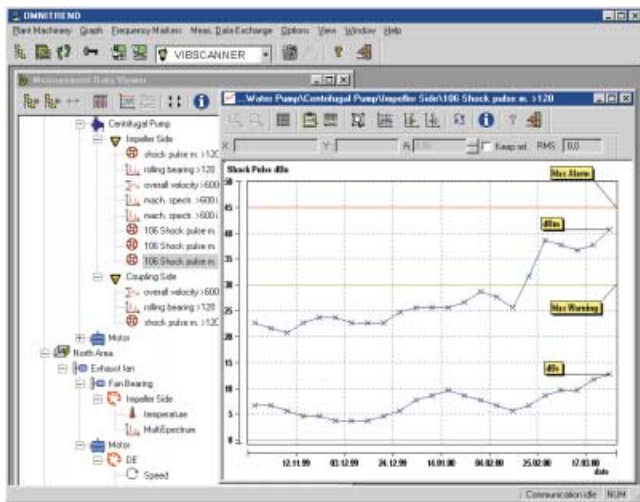 OMNITREND
Plant Machinery Graph Frequency Markers Meas. Data Exchange Options View Window Help
VIBSCANNER
Measurement Data Viewer
Centrifugal Pump
Impeller Side
shock pulse m. >120
rolling bearing >120
overall velocity >600
mach. spectr. >600
mach. spectr. >600
106 Shock pulse m.
106 Shock pulse m.
106 Shock pulse m.
Coupling Side
overall velocity >600
rolling bearing >120
shock pulse m. >120
Motor
North Area
Exhaust fan
Fan Bearing
Impeller Side
temperature
MultiSpectrum
Motor
DE
Speed
...Water Pump\Centrifugal Pump\Impeller Side\106 Shock pulse m. >120
X: Y: Keep set. RMS 0.0
Shock Pulse dBn
Max Alarm
dBm
Max Warning
dBc
50
45
40
35
30
25
20
15
10
5
0
12.11.99 03.12.99 24.12.99 14.01.00 04.02.00 25.02.00 17.03.00
date
Communication idle NUM